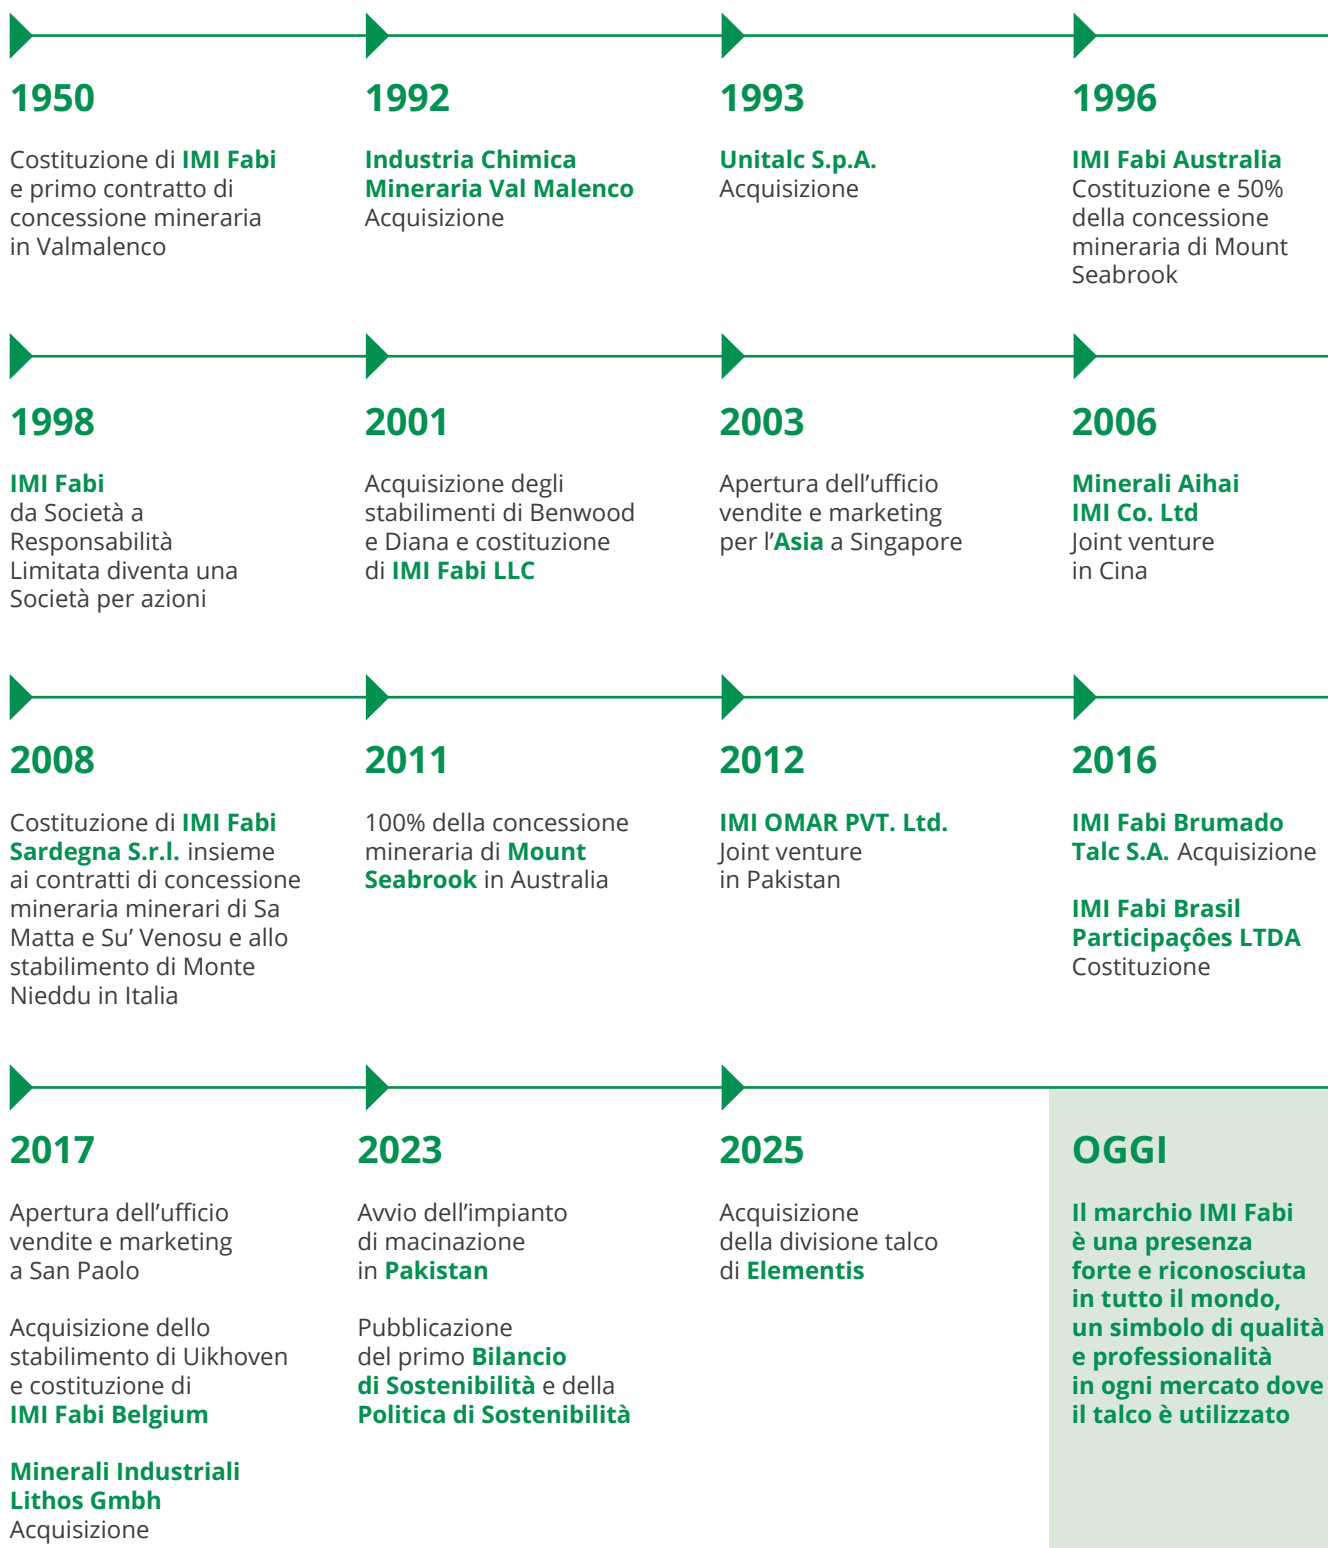 1950
Costituzione di IMI Fabi
e primo contratto di
concessione mineraria
in Valmalenco
1992
Industria Chimica
Mineraria Val Malenco
Acquisizione
1993
Unitalc S.p.A.
Acquisizione
1996
IMI Fabi Australia
Costituzione e 50%
della concessione
mineraria di Mount
Seabrook
1998
IMI Fabi
da Società a
Responsabilità
Limitata diventa una
Società per azioni
2001
Acquisizione degli
stabilimenti di Benwood
e Diana e costituzione
di IMI Fabi LLC
2003
Apertura dell’ufficio
vendite e marketing
per l’Asia a Singapore
2006
Minerali Aihai
IMI Co. Ltd
Joint venture
in Cina
2008
Costituzione di IMI Fabi
Sardegna S.r.l. insieme
ai contratti di concessione
mineraria minerari di Sa
Matta e Su’ Venosu e allo
stabilimento di Monte
Nieddu in Italia
2011
100% della concessione
mineraria di Mount
Seabrook in Australia
2012
IMI OMAR PVT. Ltd.
Joint venture
in Pakistan
2016
IMI Fabi Brumado
Talc S.A. Acquisizione
IMI Fabi Brasil
Participaçôes LTDA
Costituzione
2017
Apertura dell’ufficio
vendite e marketing
a San Paolo
Acquisizione dello
stabilimento di Uikhoven
e costituzione di
IMI Fabi Belgium
Minerali Industriali
Lithos Gmbh
Acquisizione
2023
Avvio dell’impianto
di macinazione
in Pakistan
Pubblicazione
del primo Bilancio
di Sostenibilità e della
Politica di Sostenibilità
2025
Acquisizione
della divisione talco
di Elementis
OGGI
Il marchio IMI Fabi
è una presenza
forte e riconosciuta
in tutto il mondo,
un simbolo di qualità
e professionalità
in ogni mercato dove
il talco è utilizzato